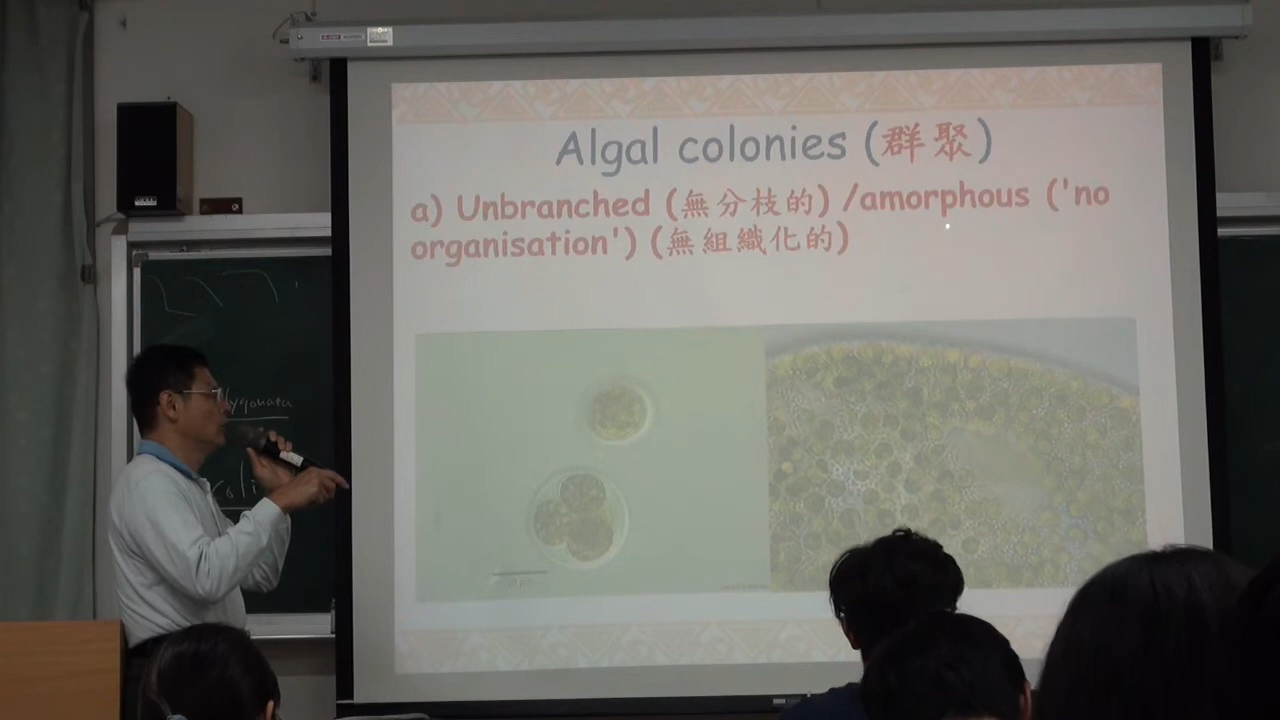 Algal colonies (群聚)
a) Unbranched (無分枝的) /amorphous ('no
organisation') (無組織化的)